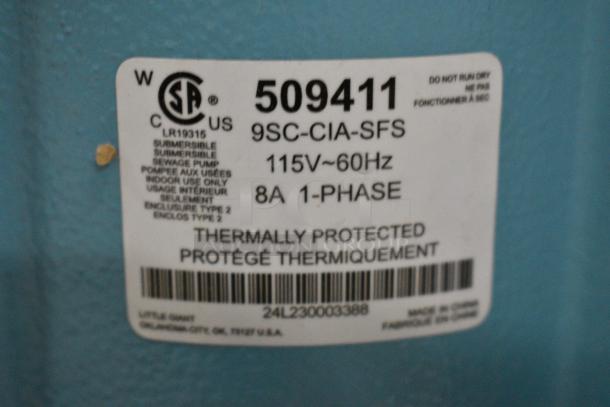 W
SA ®
C US
LR19315
SUBMERSIBLE
SUBMERSIBLE
SEWAGE PUMP
POMPEE AUX USÉES
INDOOR USE ONLY
USAGE INTÉRIEUR
SEULEMENT
ENCLOSURE TYPE 2
ENCLOS TYPE 2
509411
9SC-CIA-SFS
115V~60Hz
8A 1-PHASE
DO NOT RUN DRY
NE PAS
FONCTIONNER À SEC
THERMALLY PROTECTED
PROTÉGÉ THERMIQUEMENT
24L230003388
LITTLE GIANT
OKLAHOMA CITY, OK, 73127 U.S.A.
MADE IN CHINA
FABRIQUÉ EN CHINE